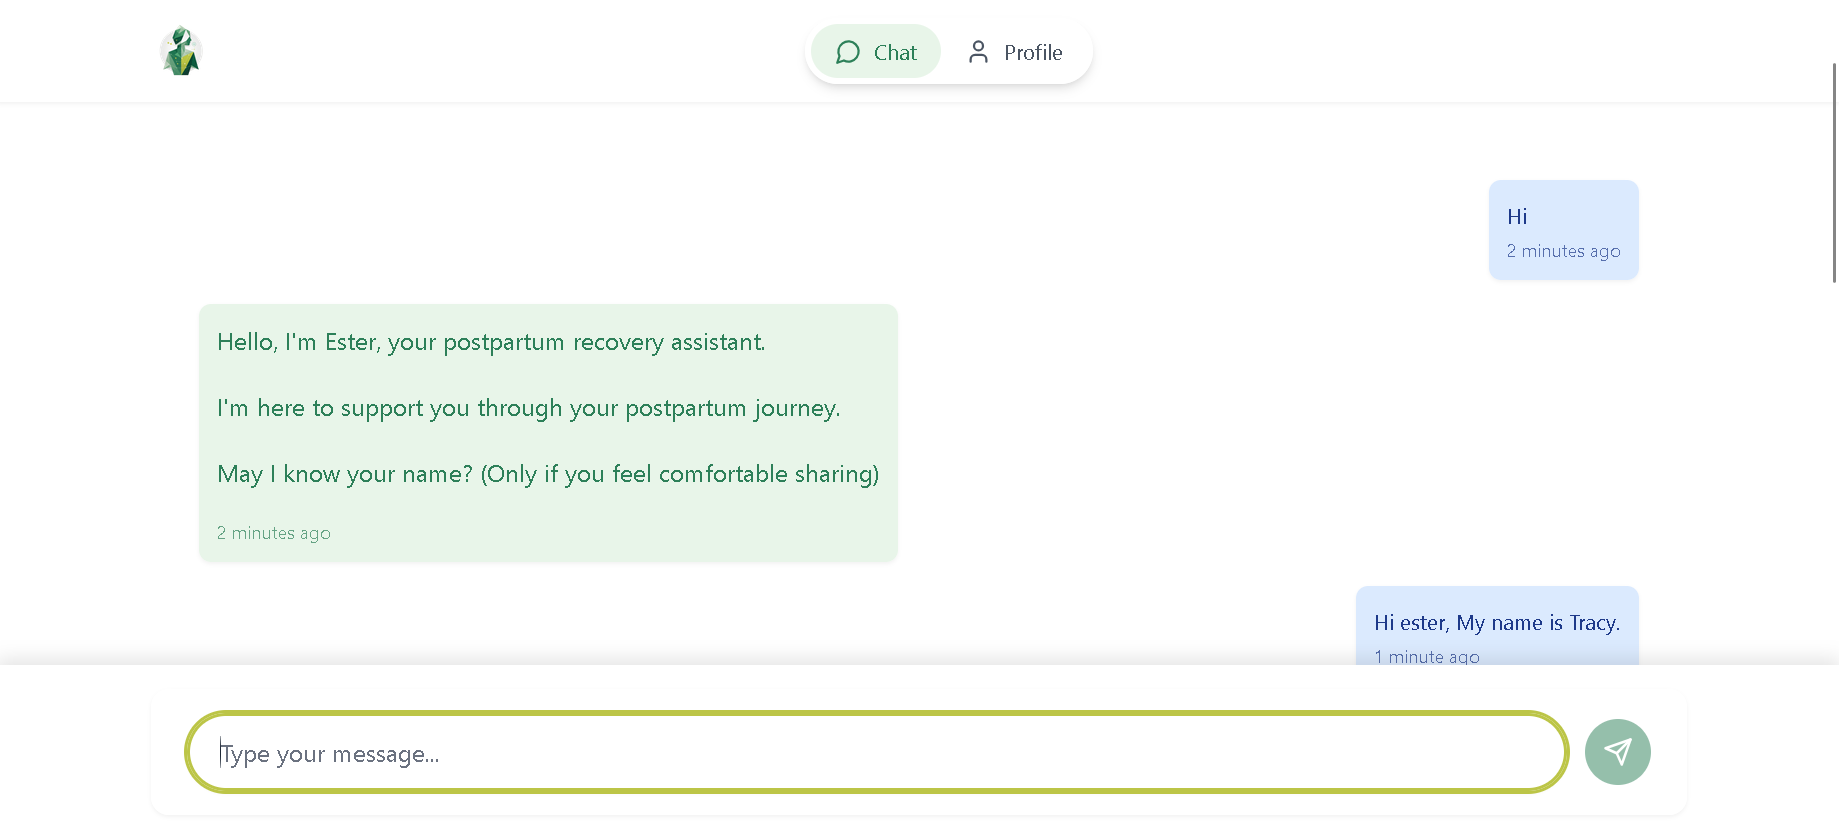 Chat
Profile
Hi
2 minutes ago
Hello, I'm Ester, your postpartum recovery assistant.
I'm here to support you through your postpartum journey.
May I know your name? (Only if you feel comfortable sharing)
2 minutes ago
Hi ester, My name is Tracy.
1 minute ago
Type your message...